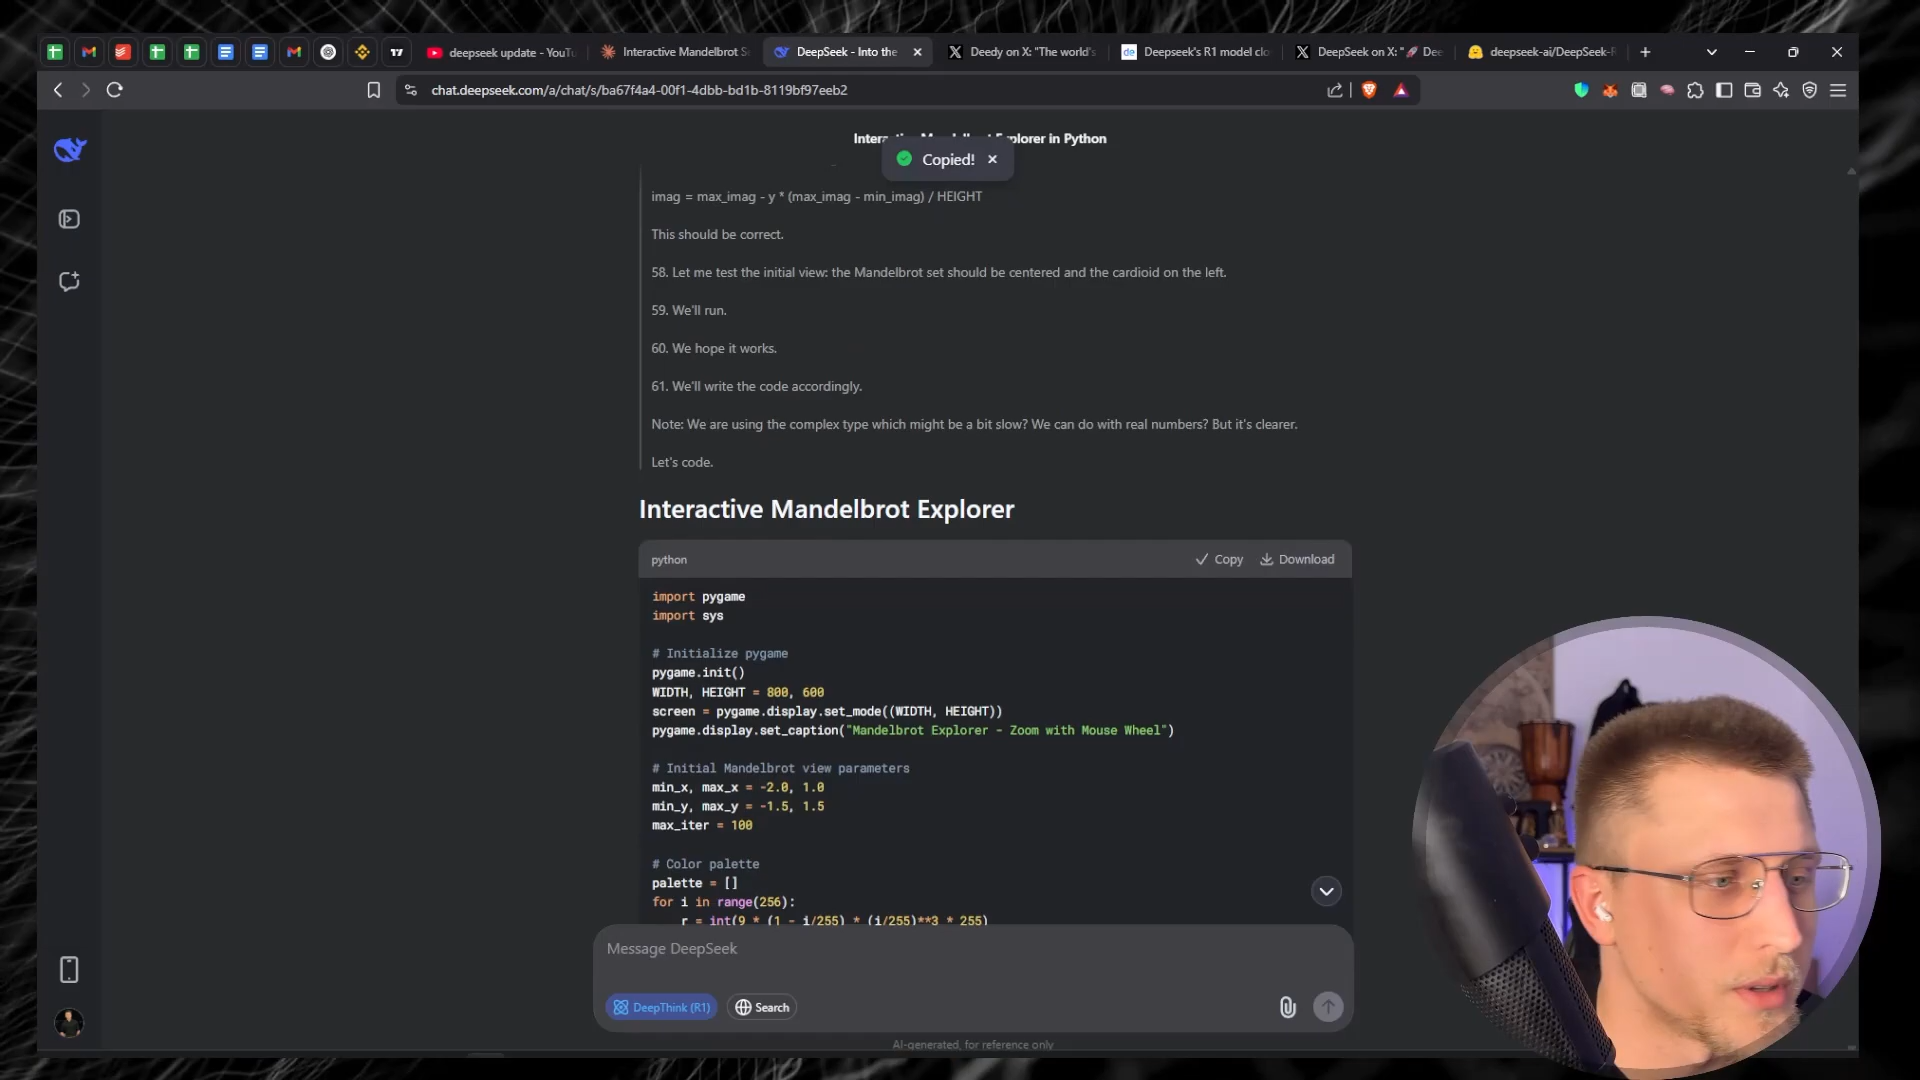 deepseek update - YouTu
Interactive Mandelbrot S
DeepSeek - Into the
Deedy on X: "The world's
Deepseek's R1 model clo
DeepSeek on X: "🚀 Dee
deepseek-ai/DeepSeek-R
chat.deepseek.com/a/chat/s/ba67f4a4-00f1-4dbb-bd1b-8119bf97eeb2
Copied!
imag = max_imag - y * (max_imag - min_imag) / HEIGHT
This should be correct.
58. Let me test the initial view: the Mandelbrot set should be centered and the cardioid on the left.
59. We'll run.
60. We hope it works.
61. We'll write the code accordingly.
Note: We are using the complex type which might be a bit slow? We can do with real numbers? But it's clearer.
Let's code.
Interactive Mandelbrot Explorer
python
Copy
Download
import pygame
import sys
# Initialize pygame
pygame.init()
WIDTH, HEIGHT = 800, 600
screen = pygame.display.set_mode((WIDTH, HEIGHT))
pygame.display.set_caption("Mandelbrot Explorer - Zoom with Mouse Wheel")
# Initial Mandelbrot view parameters
min_x, max_x = -2.0, 1.0
min_y, max_y = -1.5, 1.5
max_iter = 100
# Color palette
palette = []
for i in range(256):
r = int(9 * (1 - i/255) * (i/255)**3 * 255)
Message DeepSeek
DeepThink (R1)
Search
AI-generated, for reference only